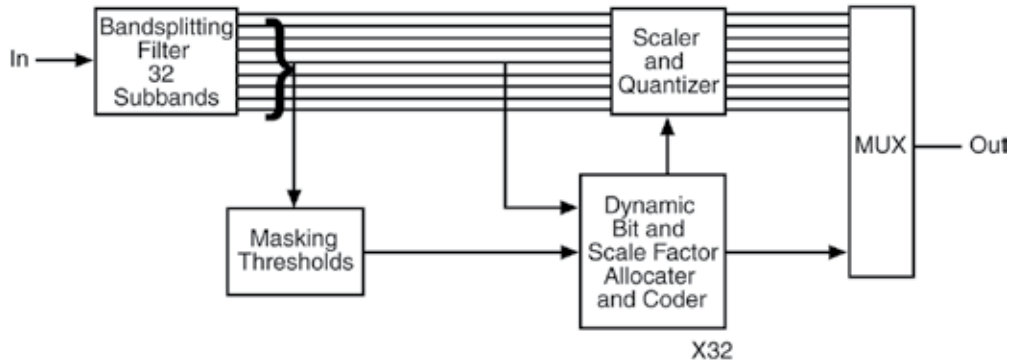 In
Bandsplitting
Filter
32
Subbands
Scaler
and
Quantizer
MUX
Out
Masking
Thresholds
Dynamic
Bit and
Scale Factor
Allocater
and Coder
X32